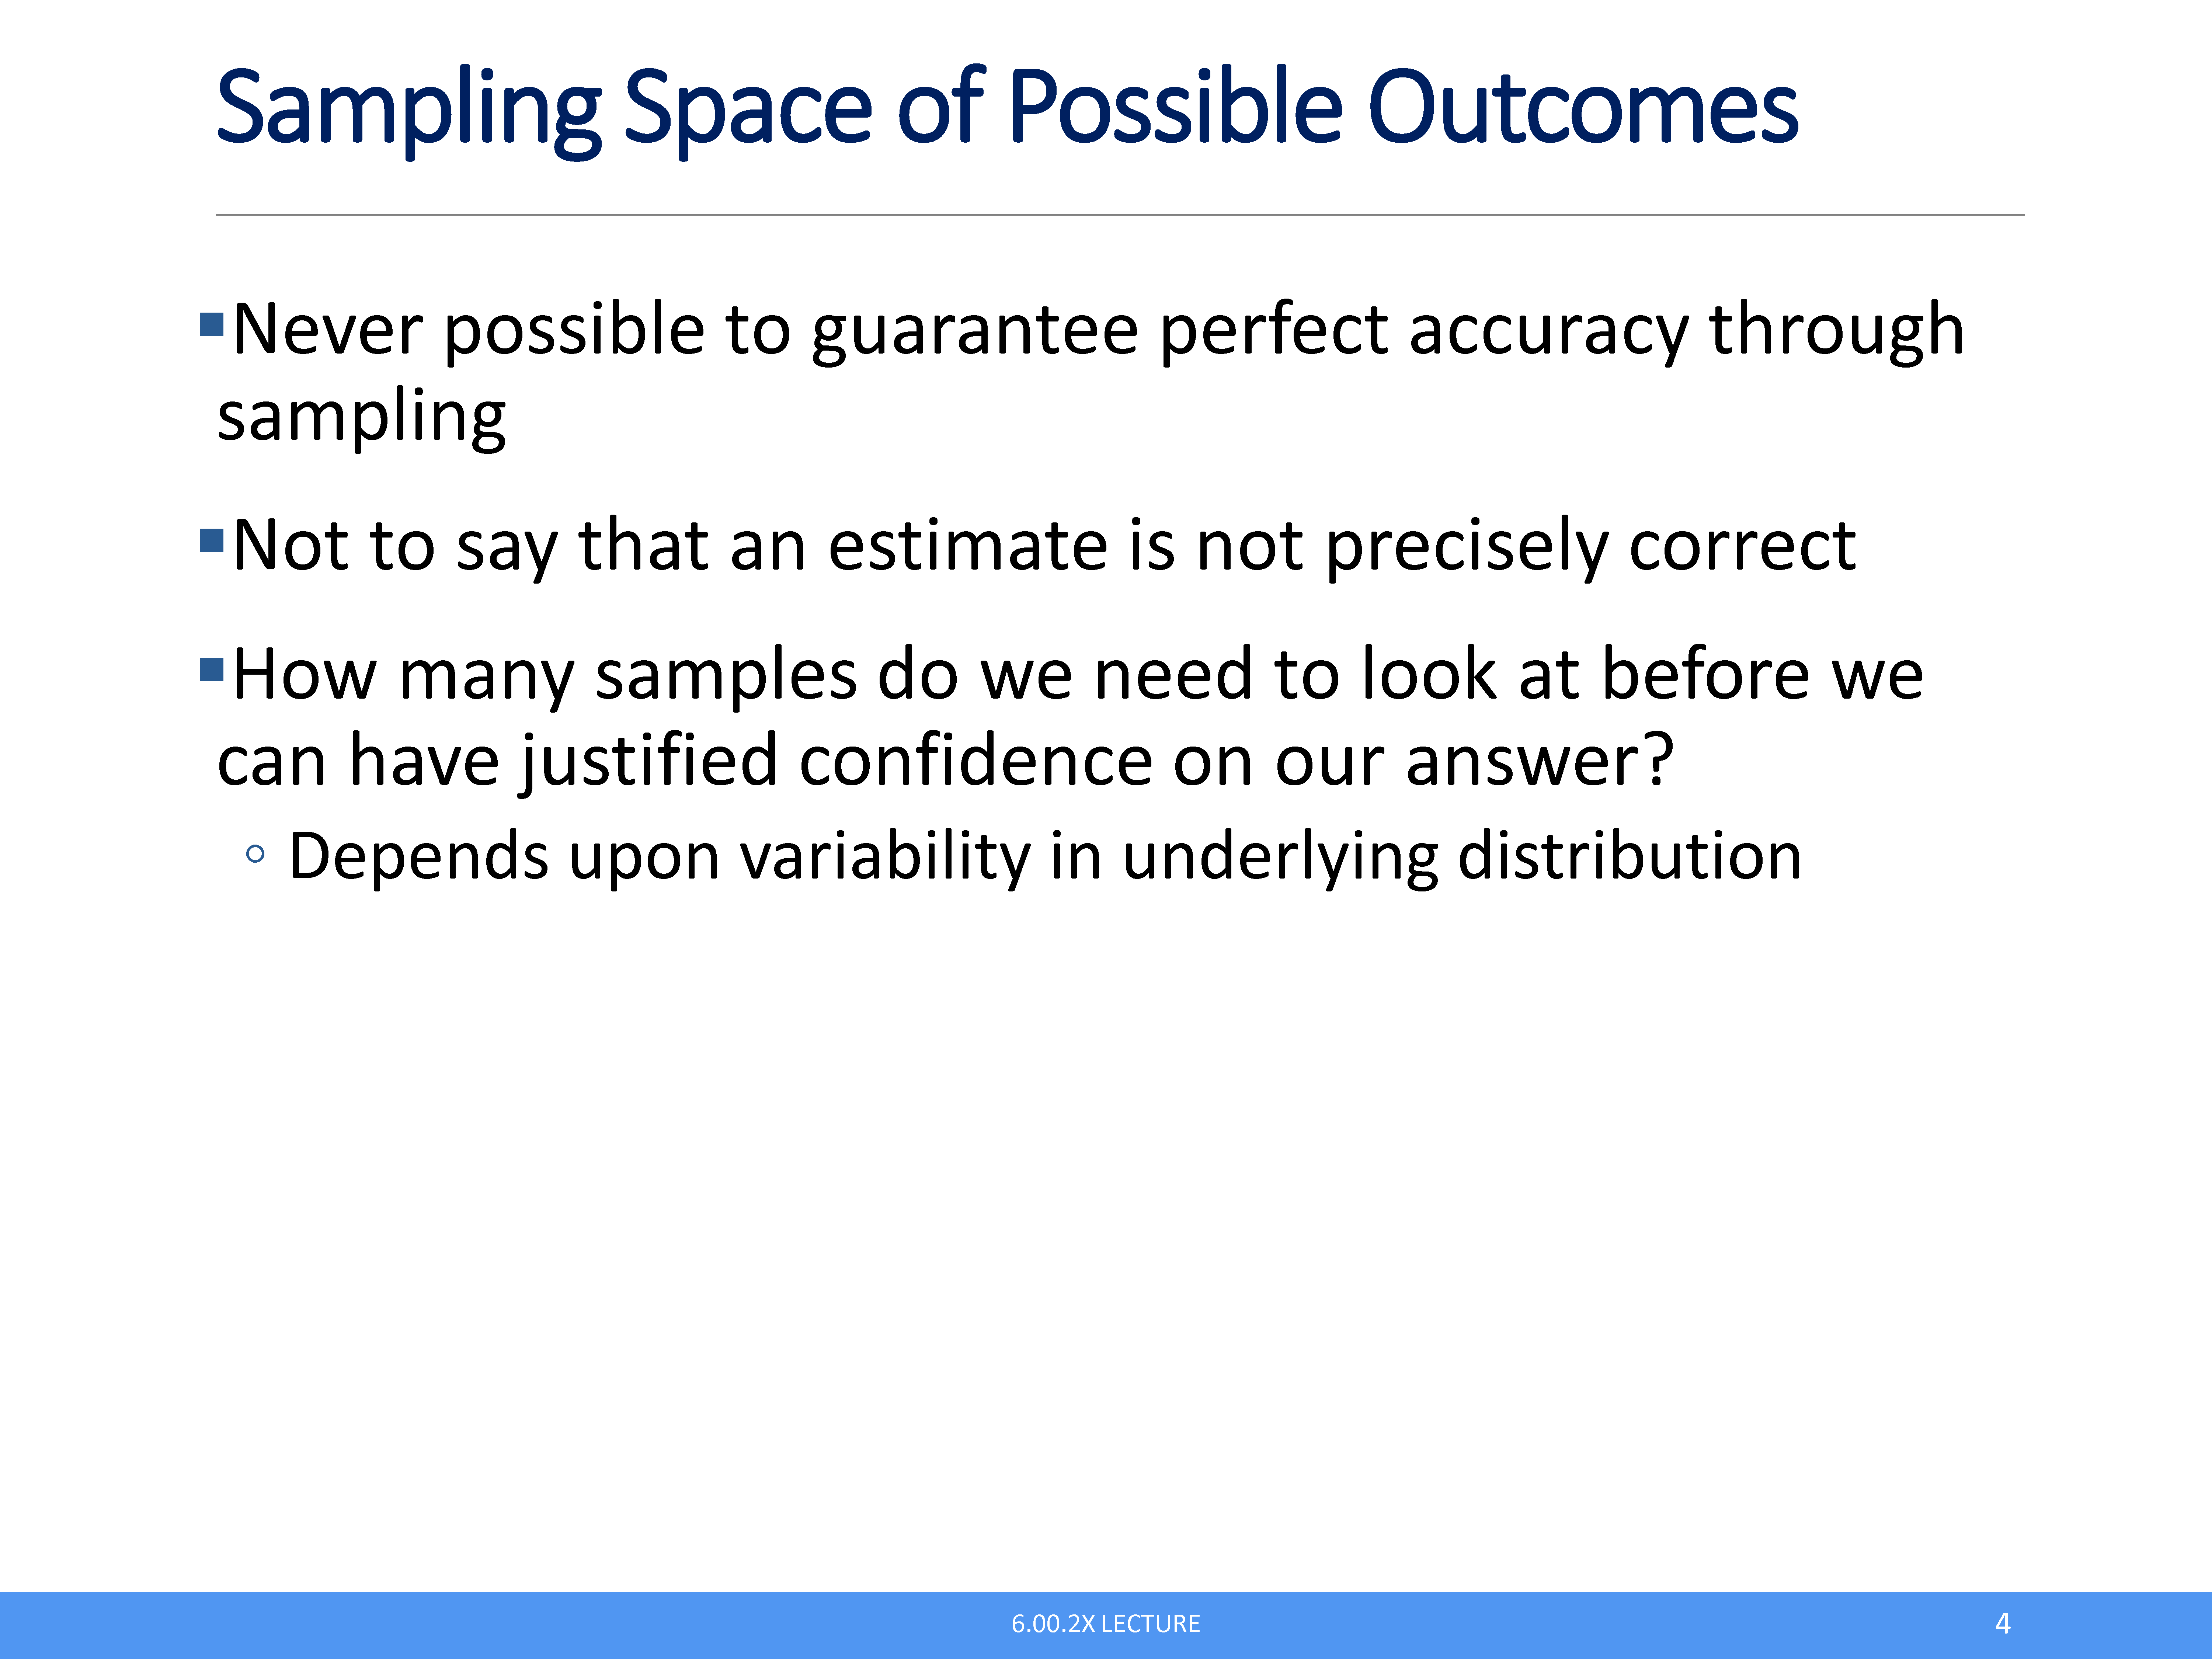 Sampling Space of Possible Outcomes
▪Never possible to guarantee perfect accuracy through
sampling
▪Not to say that an estimate is not precisely correct
▪How many samples do we need to look at before we
can have justified confidence on our answer?
◦ Depends upon variability in underlying distribution
6.00.2X LECTURE
4